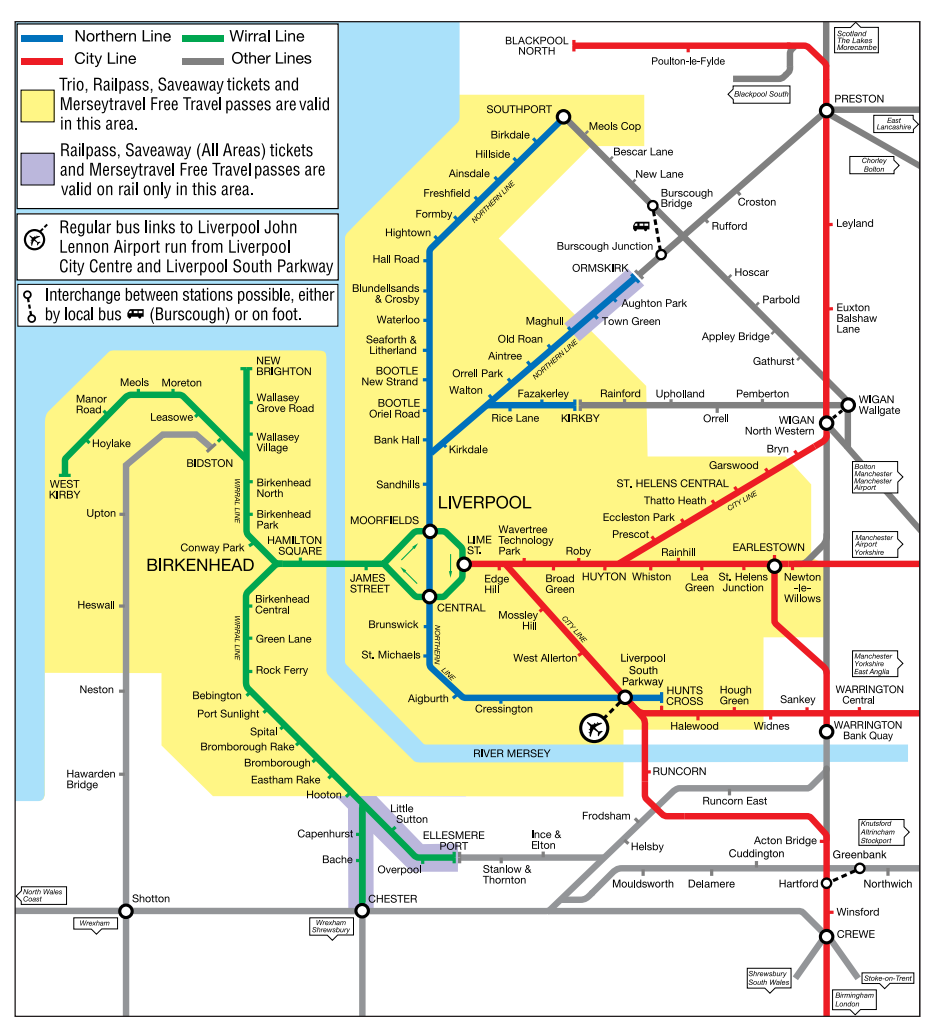 Northern Line
Wirral Line
City Line
Other Lines
Trio, Railpass, Saveaway tickets and
Merseytravel Free Travel passes are valid
in this area.
Railpass, Saveaway (All Areas) tickets
and Merseytravel Free Travel passes are
valid on rail only in this area.
Regular bus links to Liverpool John
Lennon Airport run from Liverpool
City Centre and Liverpool South Parkway
Interchange between stations possible, either
by local bus (Burscough) or on foot.
BLACKPOOL
NORTH
Poulton-le-Fylde
Scotland
The Lakes
Morecambe
Blackpool South
PRESTON
East
Lancashire
Chorley
Bolton
SOUTHPORT
Meols Cop
Birkdale
Hillside
Bescar Lane
Ainsdale
New Lane
Freshfield
NORTHERN LINE
Burscough
Bridge
Croston
Formby
Rufford
Leyland
Hightown
Burscough Junction
Hall Road
ORMSKIRK
Hoscar
Blundellsands
& Crosby
Aughton Park
Parbold
Euxton
Balshaw
Lane
Waterloo
Maghull
Town Green
Old Roan
Appley Bridge
Seaforth &
Litherland
Aintree
NORTHERN LINE
Gathurst
BOOTLE
New Strand
Orrell Park
Walton
Fazakerley
Rainford
Upholland
Pemberton
WIGAN
Wallgate
BOOTLE
Oriel Road
Rice Lane
KIRKBY
Orrell
WIGAN
North Western
Bank Hall
Kirkdale
Bryn
Garswood
Bolton
Manchester
Manchester
Airport
Sandhills
ST. HELENS CENTRAL
Thatto Heath
CITY LINE
Eccleston Park
Prescot
NEW
BRIGHTON
Meols
Moreton
Manor
Road
Leasowe
Wallasey
Grove Road
Hoylake
Wallasey
Village
BIDSTON
WEST
KIRBY
Birkenhead
North
WIRRAL LINE
Upton
Birkenhead
Park
Conway Park
HAMILTON
SQUARE
BIRKENHEAD
LIVERPOOL
MOORFIELDS
LIME
ST.
Wavertree
Technology
Park
Roby
Rainhill
EARLESTOWN
Manchester
Airport
Yorkshire
JAMES
STREET
Edge
Hill
Broad
Green
HUYTON
Whiston
Lea
Green
St. Helens
Junction
Newton
-le-
Willows
CENTRAL
Birkenhead
Central
Heswall
Brunswick
Mossley
Hill
CITY LINE
WIRRAL LINE
Green Lane
NORTHERN
LINE
St. Michaels
West Allerton
Liverpool
South
Parkway
Manchester
Yorkshire
East Anglia
Rock Ferry
Neston
Bebington
Aigburth
Cressington
HUNTS
CROSS
Hough
Green
Sankey
WARRINGTON
Central
Port Sunlight
Halewood
Widnes
Spital
WARRINGTON
Bank Quay
Bromborough Rake
RIVER MERSEY
Bromborough
Hawarden
Bridge
Eastham Rake
RUNCORN
Hooton
Runcorn East
Little
Sutton
Capenhurst
ELLESMERE
PORT
Ince &
Elton
Frodsham
Helsby
Knutsford
Altrincham
Stockport
Acton Bridge
Bache
Overpool
Stanlow &
Thornton
Cuddington
Greenbank
Mouldsworth
Delamere
Hartford
Northwich
North Wales
Coast
Shotton
CHESTER
Winsford
Wrexham
Wrexham
Shrewsbury
CREWE
Shrewsbury
South Wales
Stoke-on-Trent
Birmingham
London